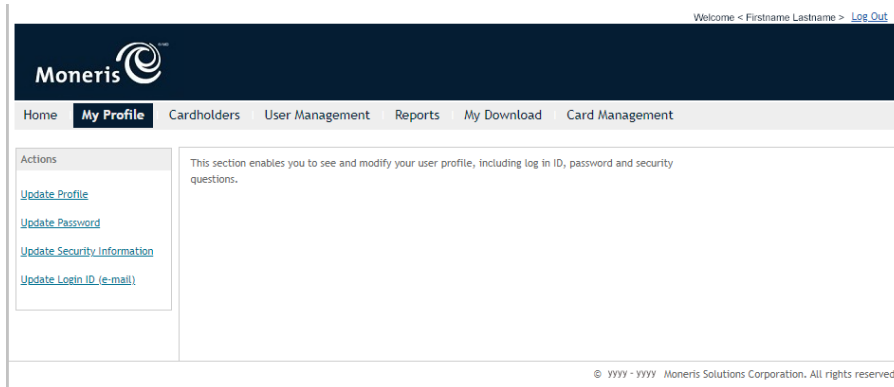 Welcome < Firstname Lastname > Log Out
Moneris
Home My Profile Cardholders User Management Reports My Download Card Management
Actions
Update Profile
Update Password
Update Security Information
Update Login ID (e-mail)
This section enables you to see and modify your user profile, including log in ID, password and security
questions.
© yyyy - yyyy Moneris Solutions Corporation. All rights reserved